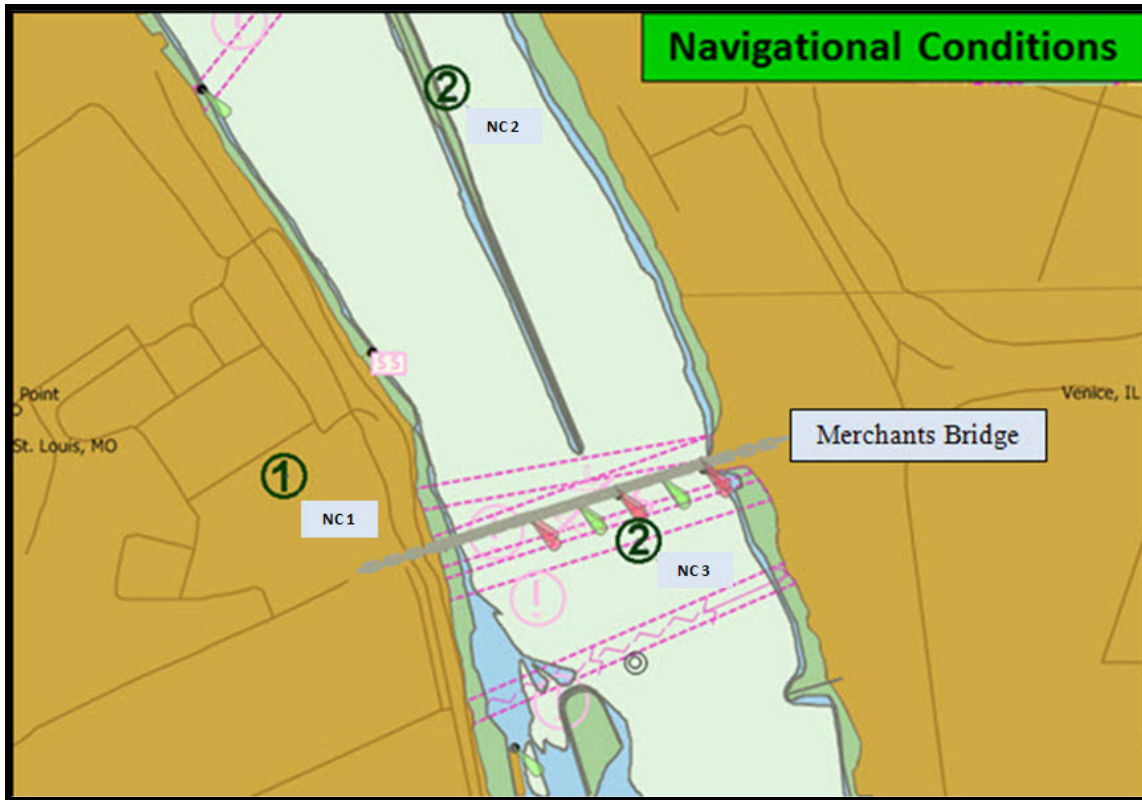 Navigational Conditions
2
NC 2
SS
Point
St. Louis, MO
Venice, IL
Merchants Bridge
1
NC 1
2
NC 3